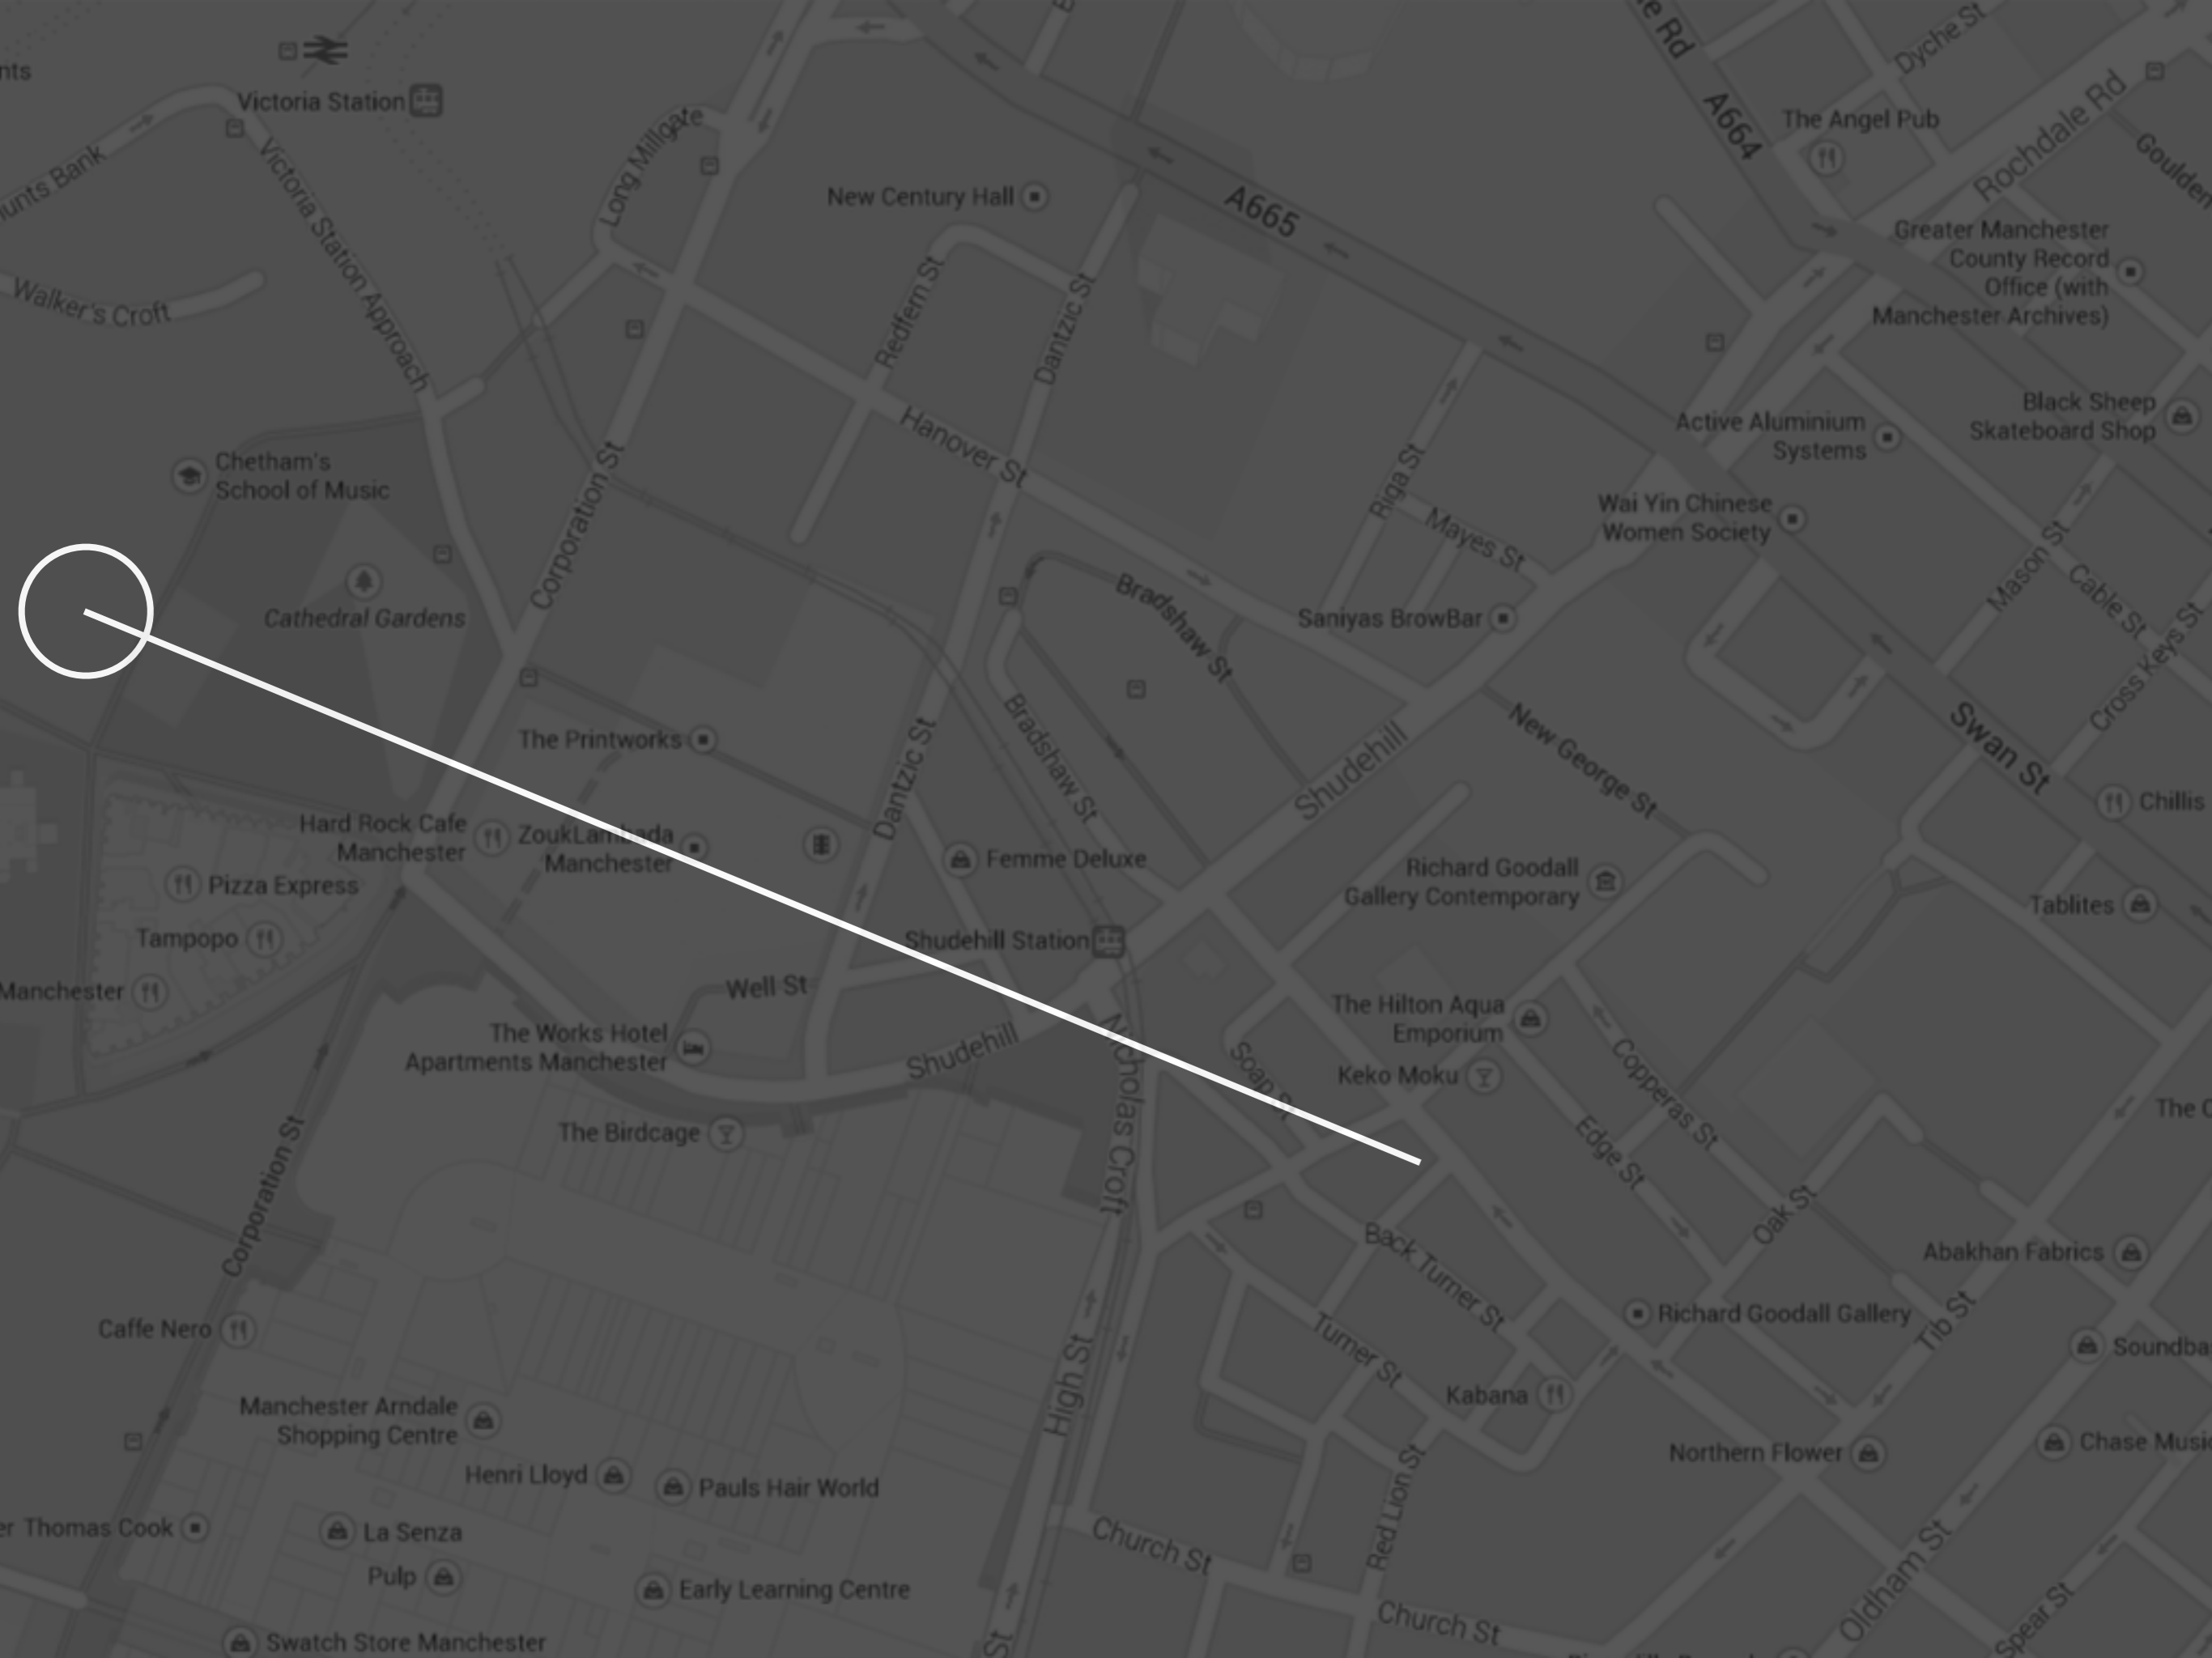 Dyche St
Victoria Station
Long Millgate
A664
The Angel Pub
Rochdale Rd
Victoria Station Approach
New Century Hall
A665
Greater Manchester
County Record
Office (with
Manchester Archives)
Walker's Croft
Redfern St
Dantzic St
Hanover St
Riga St
Active Aluminium
Systems
Black Sheep
Skateboard Shop
Chetham's
School of Music
Corporation St
Mayes St
Wai Yin Chinese
Women Society
Mason St
Cable St
Cathedral Gardens
Bradshaw St
Saniyas BrowBar
Cross Keys St
The Printworks
Dantzic St
Bradshaw St
Shudehill
New George St
Swan St
Chillis
Hard Rock Cafe
Manchester
ZoukLambada
Manchester
Femme Deluxe
Pizza Express
Richard Goodall
Gallery Contemporary
Tablites
Tampopo
Shudehill Station
Manchester
Well St
The Hilton Aqua
Emporium
The Works Hotel
Apartments Manchester
Shudehill
Nicholas Croft
Soap St
Keko Moku
Copperas St
Edge St
The Birdcage
Corporation St
Oak St
Back Turner St
Abakhan Fabrics
Caffe Nero
Richard Goodall Gallery
Tib St
High St
Turner St
Kabana
Manchester Arndale
Shopping Centre
Northern Flower
Henri Lloyd
Pauls Hair World
Red Lion St
Thomas Cook
La Senza
Church St
Pulp
Early Learning Centre
Church St
Oldham St
Spear St
Swatch Store Manchester
St